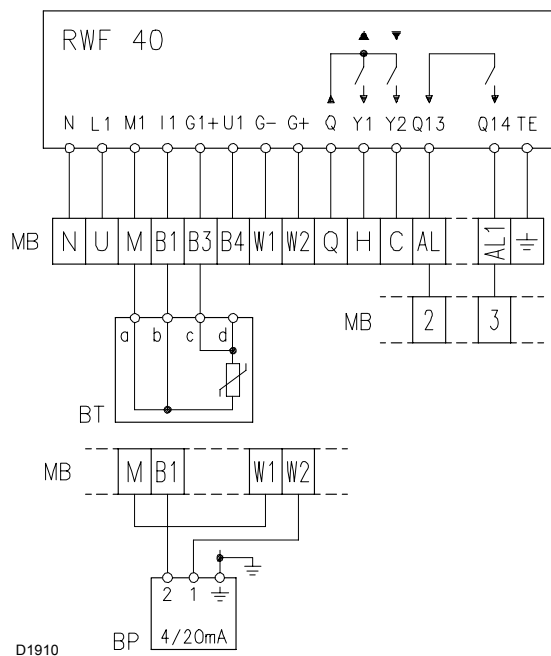 RWF 40
N L1 M1 I1 G1+ U1 G- G+ Q Y1 Y2 Q13 Q14 TE
MB N U M B1 B3 B4 W1 W2 Q H C AL AL1
MB 2 3
a b c d
BT
MB M B1 W1 W2
2 1
BP 4/20mA
D1910